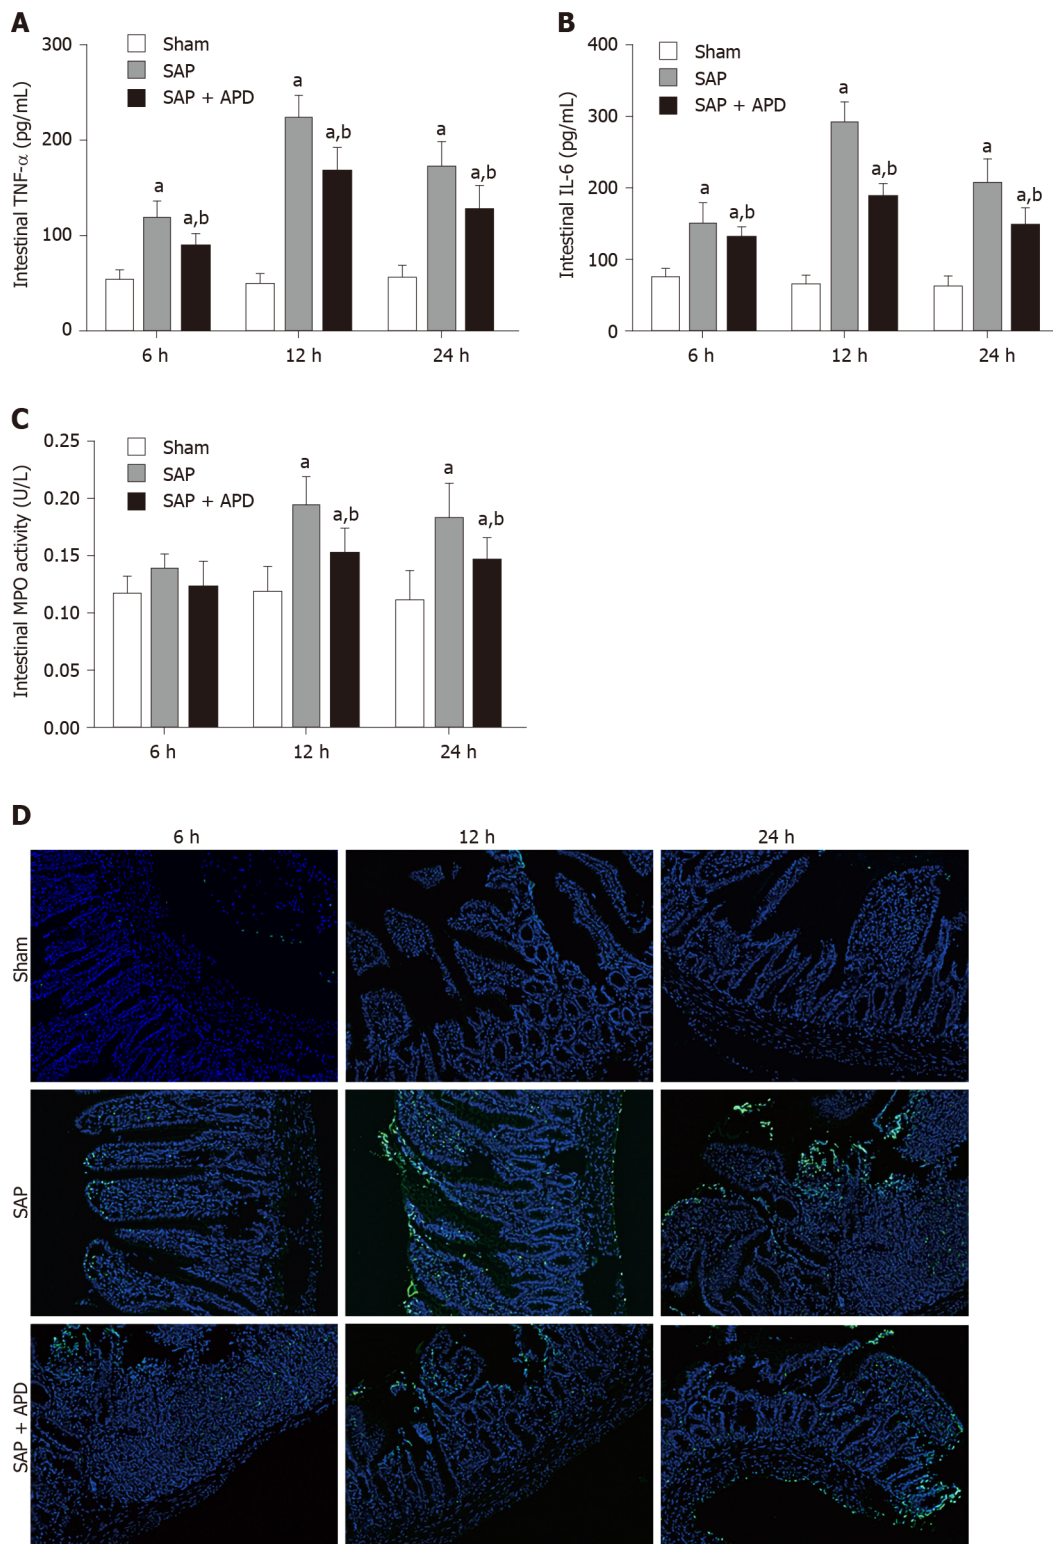 A
Intestinal TNF-α (pg/mL)
300
200
100
0
Sham
SAP
SAP + APD
a
a,b
a
a,b
a
a,b
6 h
12 h
24 h
B
Intestinal IL-6 (pg/mL)
400
300
200
100
0
Sham
SAP
SAP + APD
a
a,b
a
a,b
a
a,b
6 h
12 h
24 h
C
Intestinal MPO activity (U/L)
0.25
0.20
0.15
0.10
0.05
0.00
Sham
SAP
SAP + APD
a
a,b
a
a,b
6 h
12 h
24 h
D
6 h
12 h
24 h
Sham
SAP
SAP + APD